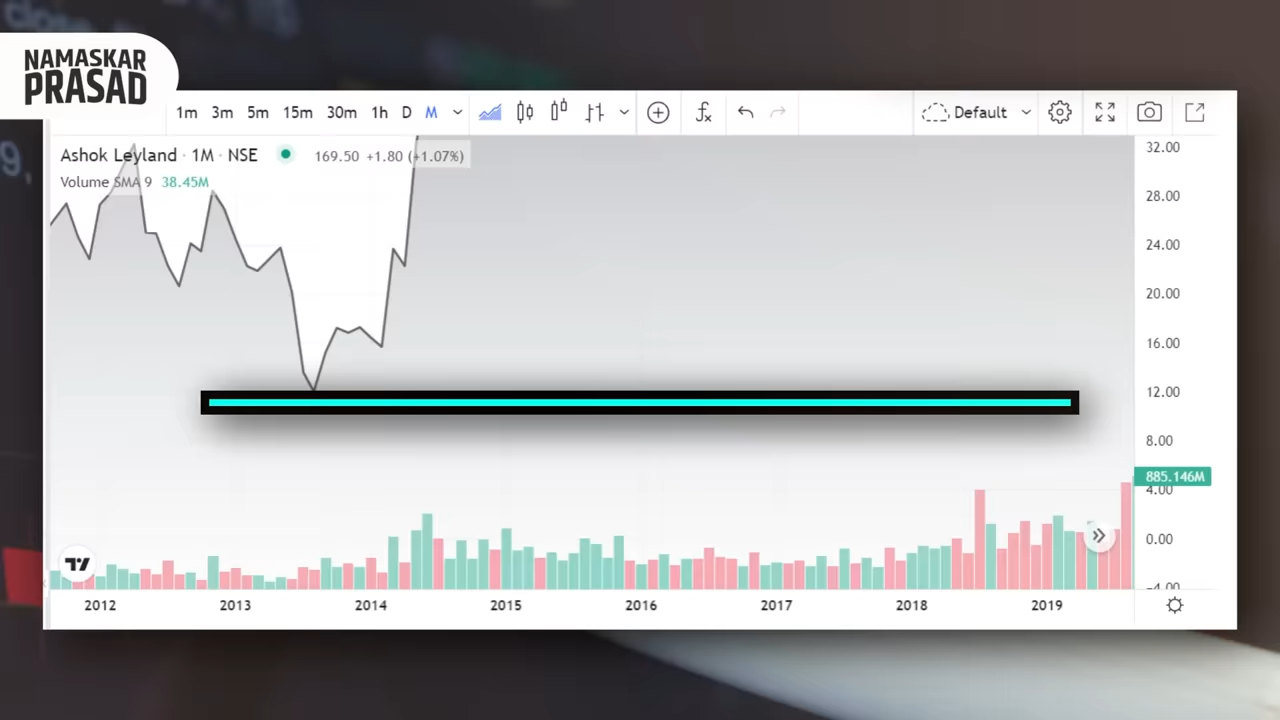 NAMASKAR
PRASAD
1m 3m 5m 15m 30m 1h D M Default
Ashok Leyland · 1M · NSE 169.50 +1.80 (+1.07%)
Volume SMA 9 38.45M
32.00
28.00
24.00
20.00
16.00
12.00
8.00
885.146M
4.00
0.00
-4.00
2012 2013 2014 2015 2016 2017 2018 2019